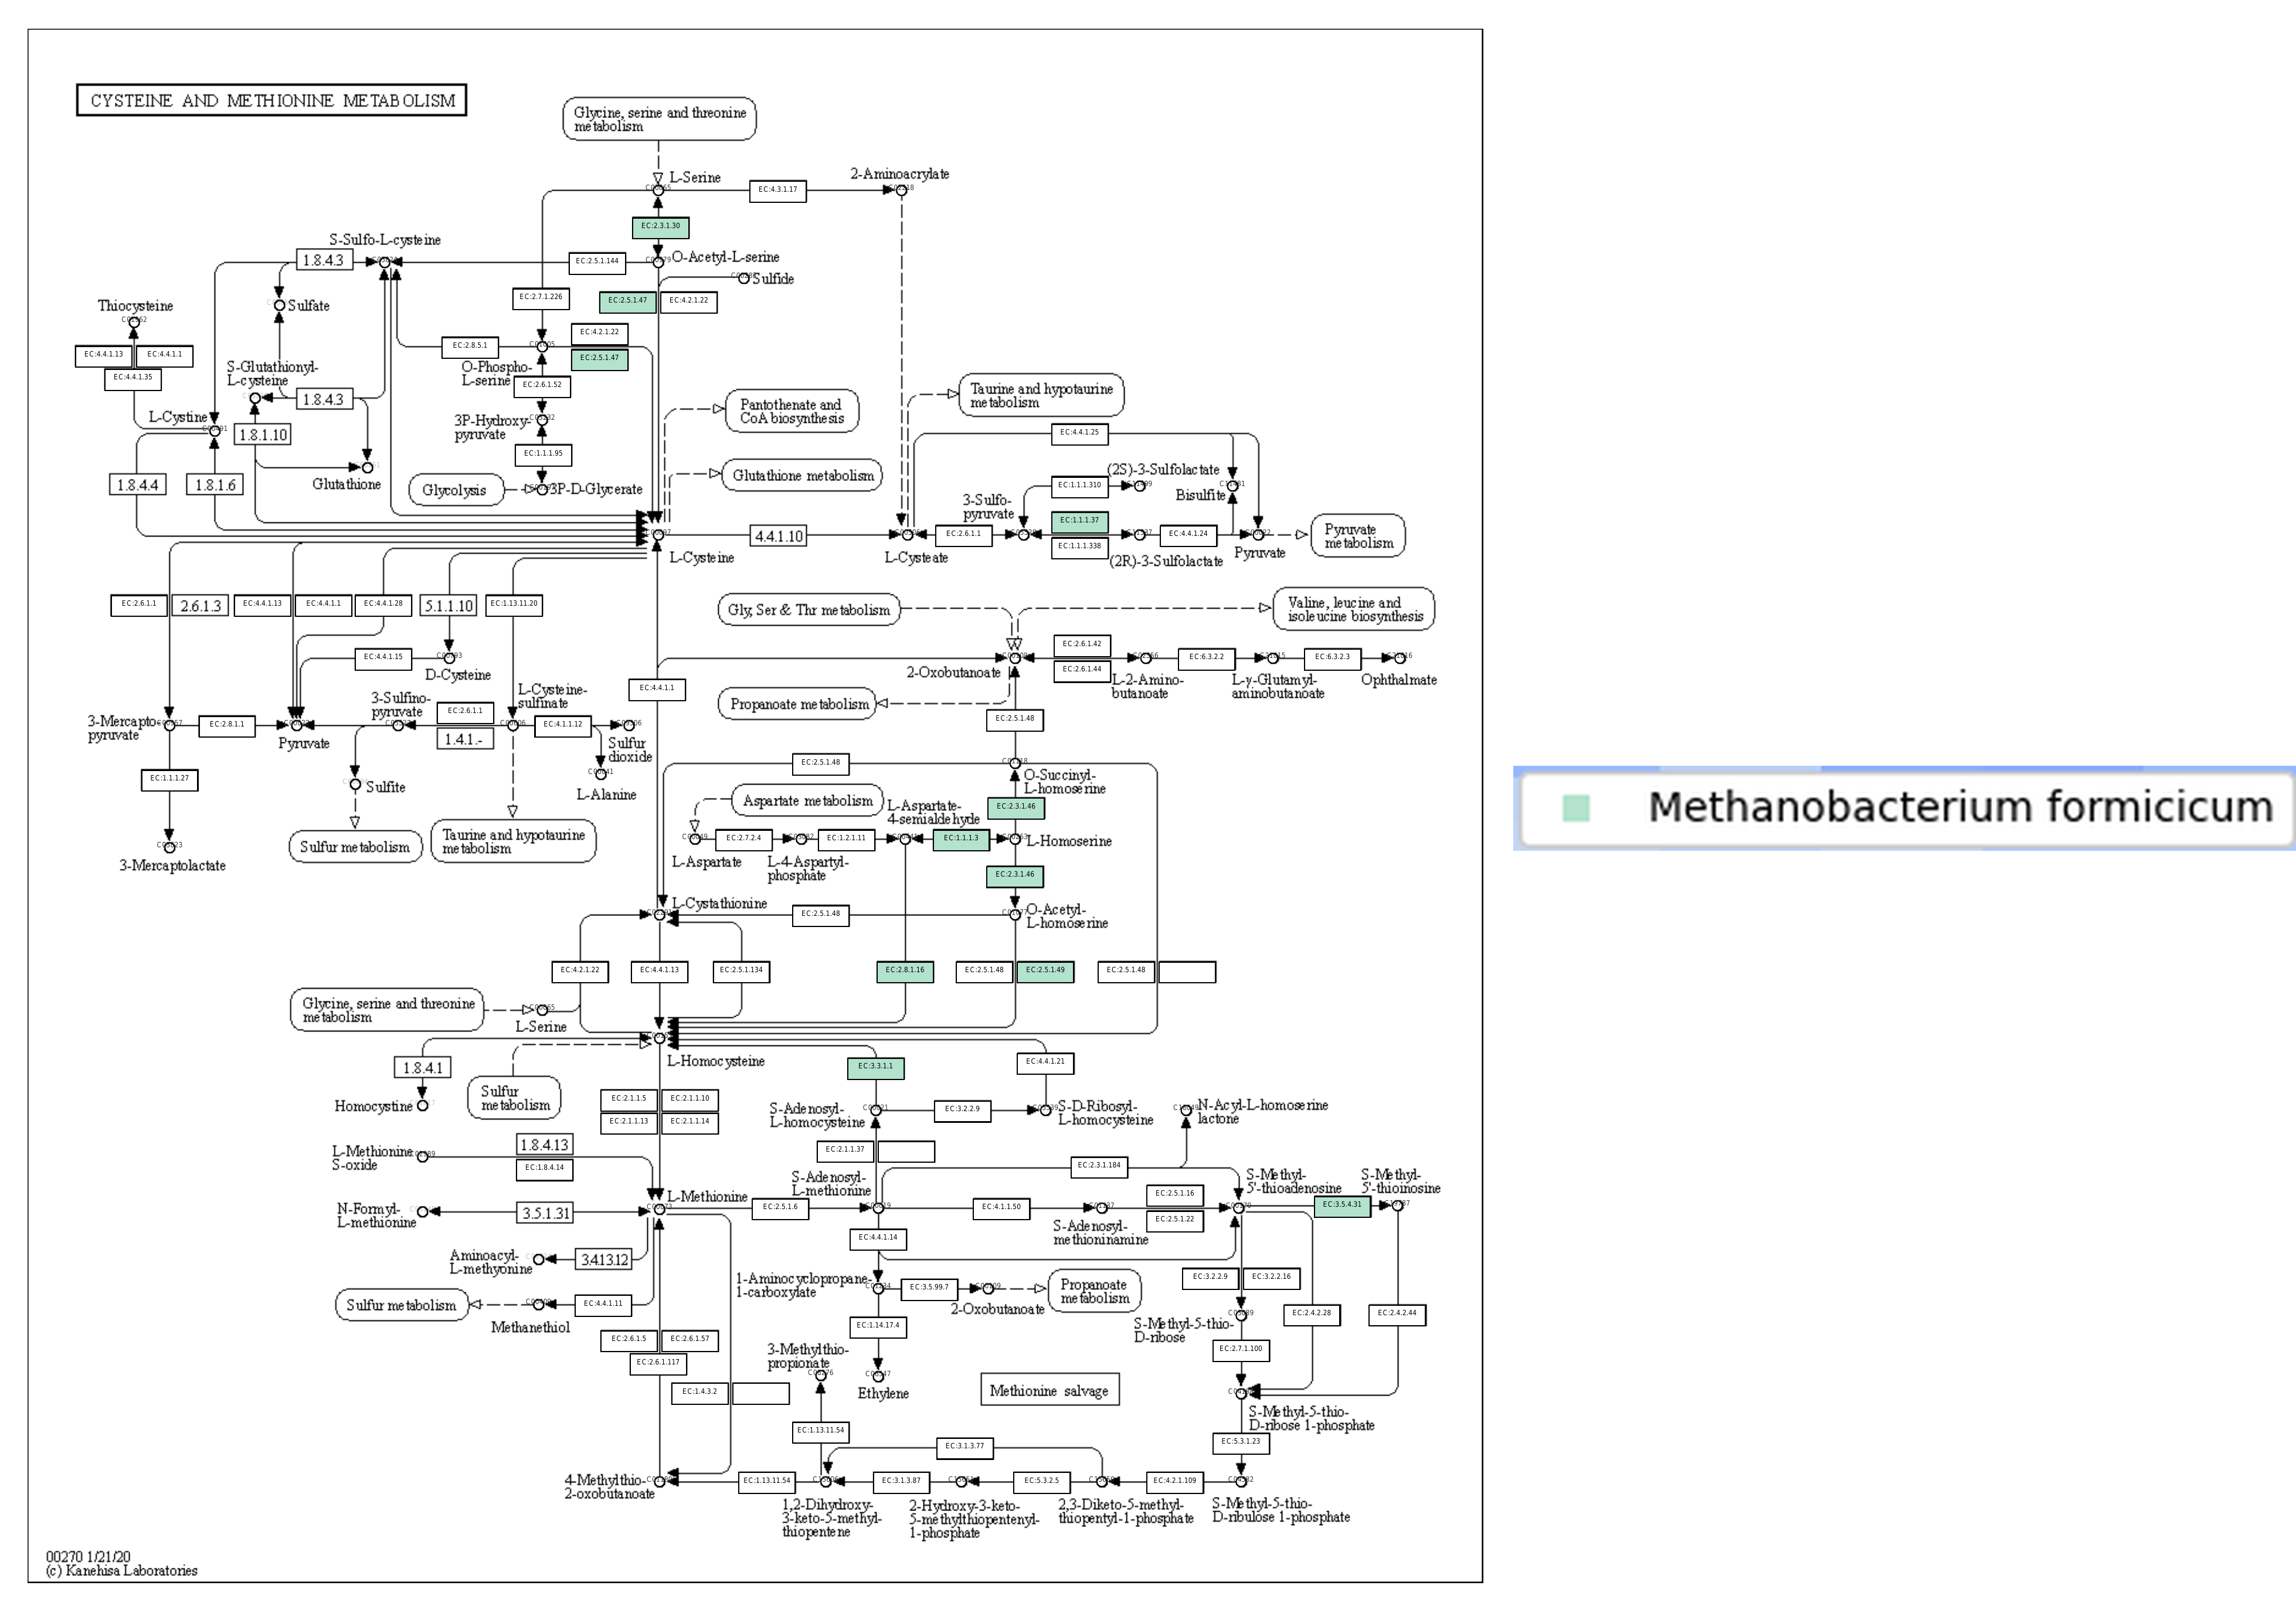 CYSTEINE AND METHIONINE METABOLISM
Glycine, serine and threonine
metabolism
L-Serine
EC:4.3.1.17
2-Aminoacrylate
EC:2.3.1.30
S-Sulfo-L-cysteine
1.8.4.3
EC:2.5.1.144
O-Acetyl-L-serine
Sulfide
Sulfate
EC:2.7.1.226
EC:2.5.1.47
EC:4.2.1.22
Thiocysteine
EC:4.4.1.13
EC:4.4.1.1
EC:4.4.1.35
EC:2.8.5.1
EC:4.2.1.22
EC:2.5.1.47
O-Phospho-
L-serine
EC:2.6.1.52
S-Glutathionyl-
L-cysteine
1.8.4.3
L-Cystine
1.8.1.10
3P-Hydroxy-
pyruvate
EC:1.1.1.95
Pantothenate and
CoA biosynthesis
Taurine and hypotaurine
metabolism
EC:4.4.1.25
1.8.4.4
1.8.1.6
Glutathione
Glycolysis
3P-D-Glycerate
Glutathione metabolism
(2S)-3-Sulfolactate
EC:1.1.1.310
Bisulfite
3-Sulfo-
pyruvate
EC:1.1.1.37
L-Cysteine
4.4.1.10
L-Cysteate
EC:2.6.1.1
EC:1.1.1.338
(2R)-3-Sulfolactate
EC:4.4.1.24
Pyruvate
Pyruvate
metabolism
EC:2.6.1.1
2.6.1.3
EC:4.4.1.13
EC:4.4.1.1
EC:4.4.1.28
5.1.1.10
EC:1.13.11.20
Gly, Ser & Thr metabolism
Valine, leucine and
isoleucine biosynthesis
EC:4.4.1.15
D-Cysteine
2-Oxobutanoate
EC:2.6.1.42
EC:2.6.1.44
L-2-Amino-
butanoate
EC:6.3.2.2
L-γ-Glutamyl-
aminobutanoate
EC:6.3.2.3
Ophthalmate
EC:4.4.1.1
Propanoate metabolism
EC:2.5.1.48
3-Mercapto-
pyruvate
EC:2.8.1.1
Pyruvate
3-Sulfino-
pyruvate
EC:2.6.1.1
1.4.1.-
L-Cysteine-
sulfinate
EC:4.1.1.12
Sulfur
dioxide
L-Alanine
EC:1.1.1.27
Sulfite
3-Mercaptolactate
Sulfur metabolism
Taurine and hypotaurine
metabolism
EC:2.5.1.48
O-Succinyl-
L-homoserine
Aspartate metabolism
L-Aspartate-
4-semialdehyde
EC:2.3.1.46
L-Aspartate
EC:2.7.2.4
L-4-Aspartyl-
phosphate
EC:1.2.1.11
EC:1.1.1.3
L-Homoserine
EC:2.3.1.46
Methanobacterium formicicum
L-Cystathionine
EC:2.5.1.48
O-Acetyl-
L-homoserine
EC:4.2.1.22
EC:4.4.1.13
EC:2.5.1.134
EC:2.8.1.16
EC:2.5.1.48
EC:2.5.1.49
EC:2.5.1.48
Glycine, serine and threonine
metabolism
L-Serine
L-Homocysteine
1.8.4.1
Homocystine
Sulfur
metabolism
EC:3.3.1.1
EC:4.4.1.21
EC:2.1.1.5
EC:2.1.1.10
EC:2.1.1.13
EC:2.1.1.14
S-Adenosyl-
L-homocysteine
EC:3.2.2.9
S-D-Ribosyl-
L-homocysteine
N-Acyl-L-homoserine
lactone
L-Methionine
S-oxide
1.8.4.13
EC:1.8.4.14
EC:2.1.1.37
EC:2.3.1.184
S-Adenosyl-
L-methionine
S-Methyl-
5'-thioadenosine
S-Methyl-
5'-thioinosine
N-Formyl-
L-methionine
3.5.1.31
L-Methionine
EC:2.5.1.6
EC:4.1.1.50
EC:2.5.1.16
EC:2.5.1.22
EC:3.5.4.31
S-Adenosyl-
methioninamine
EC:4.4.1.14
Aminoacyl-
L-methyonine
3.4.13.12
1-Aminocyclopropane-
1-carboxylate
EC:3.5.99.7
2-Oxobutanoate
Propanoate
metabolism
EC:3.2.2.9
EC:3.2.2.16
Sulfur metabolism
EC:4.4.1.11
Methanethiol
EC:2.4.2.28
EC:2.4.2.44
S-Methyl-5-thio-
D-ribose
EC:1.14.17.4
EC:2.6.1.5
EC:2.6.1.57
EC:2.6.1.117
EC:2.7.1.100
3-Methylthio-
propionate
Ethylene
EC:1.4.3.2
Methionine salvage
S-Methyl-5-thio-
D-ribose 1-phosphate
EC:1.13.11.54
EC:3.1.3.77
EC:5.3.1.23
4-Methylthio-
2-oxobutanoate
EC:1.13.11.54
EC:3.1.3.87
EC:5.3.2.5
EC:4.2.1.109
1,2-Dihydroxy-
3-keto-5-methyl-
thiopentene
2-Hydroxy-3-keto-
5-methylthiopentenyl-
1-phosphate
2,3-Diketo-5-methyl-
thiopentyl-1-phosphate
S-Methyl-5-thio-
D-ribulose 1-phosphate
00270 1/21/20
(c) Kanehisa Laboratories